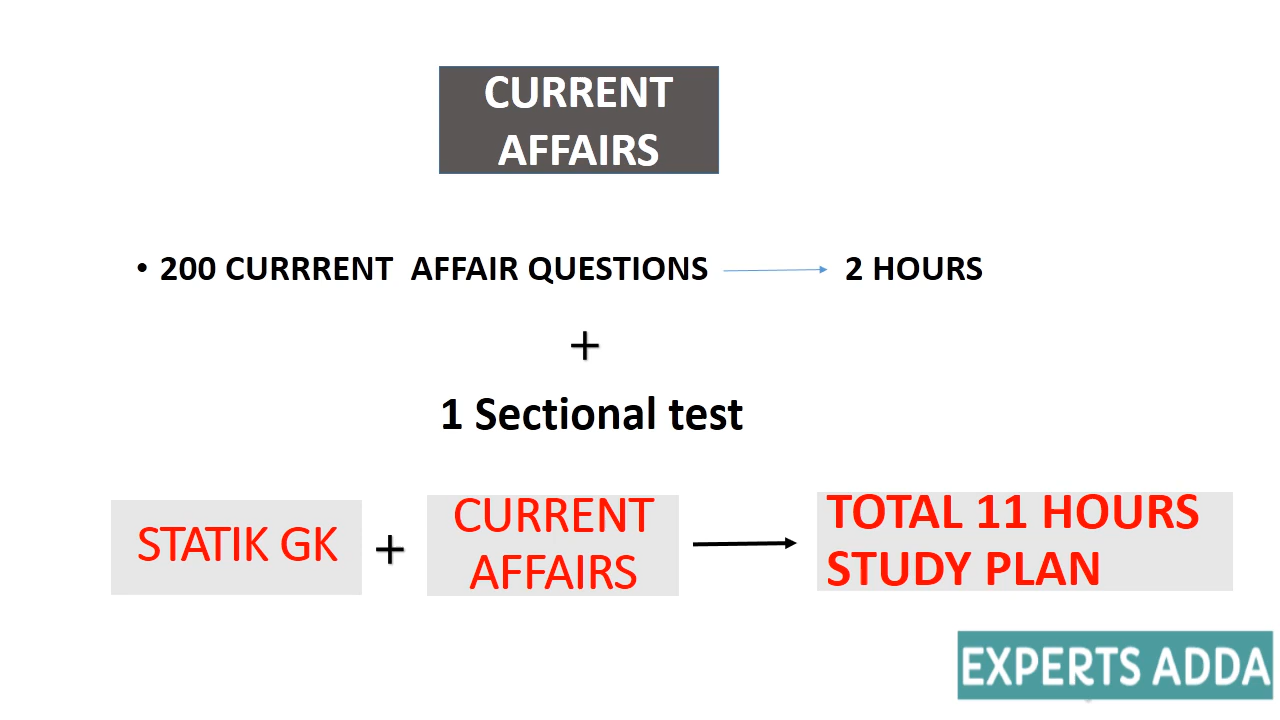 CURRENT
AFFAIRS
• 200 CURRRENT AFFAIR QUESTIONS 2 HOURS
+
1 Sectional test
STATIK GK + CURRENT AFFAIRS TOTAL 11 HOURS STUDY PLAN
EXPERTS ADDA